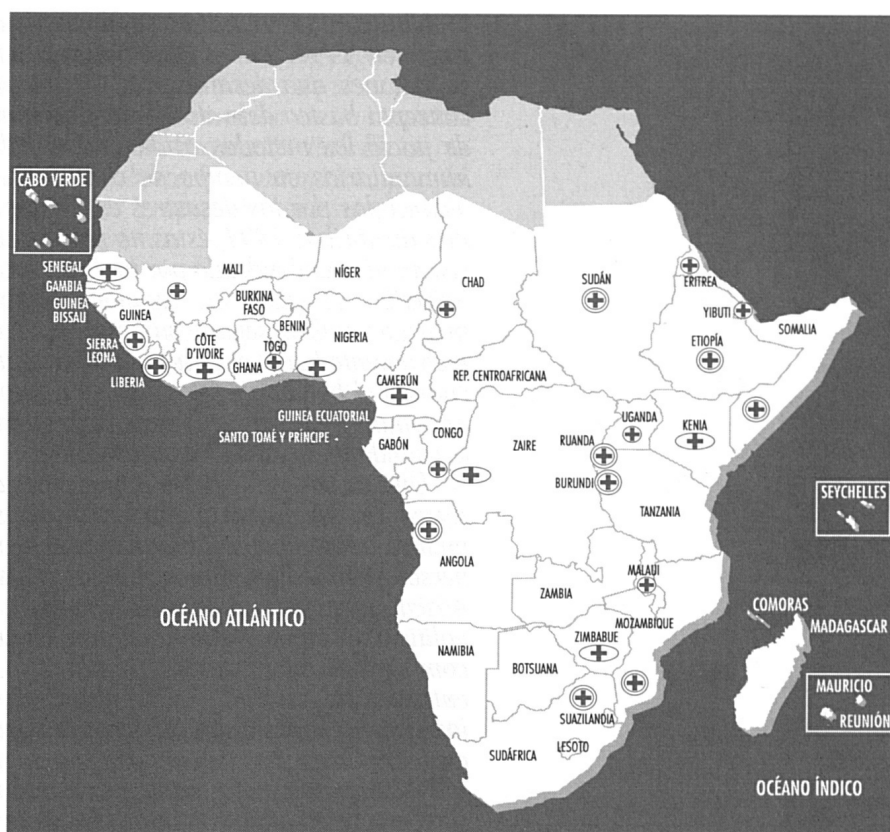 CABO VERDE
SENEGAL
GAMBIA
GUINEA
BISSAU
GUINEA
SIERRA
LEONA
LIBERIA
MALI
BURKINA
FASO
CÔTE
D'IVOIRE
GHANA
TOGO
BENIN
NÍGER
NIGERIA
CHAD
CAMERÚN
REP. CENTROAFRICANA
SUDÁN
ERITREA
YIBUTI
ETIOPÍA
SOMALIA
GUINEA ECUATORIAL
SANTO TOMÉ Y PRÍNCIPE
GABÓN
CONGO
ZAIRE
UGANDA
KENIA
RUANDA
BURUNDI
TANZANIA
SEYCHELLES
ANGOLA
ZAMBIA
MALAUI
MOZAMBIQUE
COMORAS
MADAGASCAR
MAURICIO
REUNIÓN
OCÉANO ATLÁNTICO
NAMIBIA
BOTSUANA
ZIMBABUE
SUAZILANDIA
LESOTO
SUDÁFRICA
OCÉANO ÍNDICO